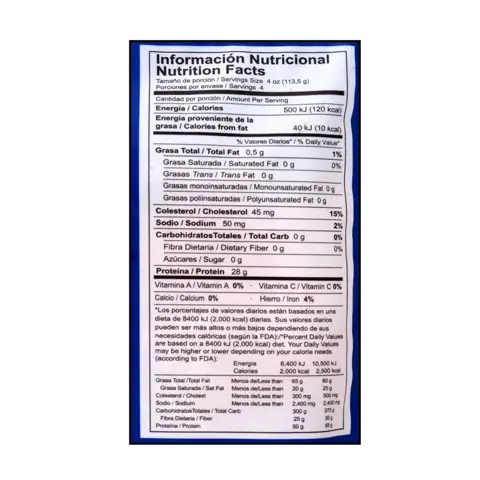 Información Nutricional
Nutrition Facts
Tamaño de porción / Servings Size 4 oz (113,5 g)
Porciones por envase / Servings 4
Cantidad por porción / Amount Per Serving
Energía / Calories 500 kJ (120 kcal)
Energía proveniente de la
grasa / Calories from fat 40 kJ (10 kcal)
% Valores Diarios* / % Daily Value*
Grasa Total / Total Fat 0,5 g 1%
Grasa Saturada / Saturated Fat 0 g 0%
Grasas Trans / Trans Fat 0 g
Grasas monoinsaturadas / Monounsaturated Fat 0 g
Grasas poliinsaturadas / Polyunsaturated Fat 0 g
Colesterol / Cholesterol 45 mg 15%
Sodio / Sodium 50 mg 2%
CarbohidratosTotales / Total Carb 0 g 0%
Fibra Dietaria / Dietary Fiber 0 g 0%
Azúcares / Sugar 0 g
Proteína / Protein 28 g
Vitamina A / Vitamin A 0% · Vitamina C / Vitamin C 0%
Calcio / Calcium 0% · Hierro / Iron 4%
*Los porcentajes de valores diarios están basados en una
dieta de 8400 kJ (2,000 kcal) diarias. Sus valores diarios
pueden ser más altos o más bajos dependiendo de sus
necesidades calóricas (según la FDA):/*Percent Daily Values
are based on a 8400 kJ (2,000 kcal) diet. Your Daily Values
may be higher or lower depending on your calorie needs
(according to FDA):
Energía 8,400 kJ 10,500 kJ
Calories 2,000 kcal 2,500 kcal
Grasa Total /Total Fat Menos de/Less than 65 g 80 g
Grasa Saturada / Sat Fat Menos de/Less than 20 g 25 g
Colesterol / Cholest Menos de/Less than 300 mg 300 mg
Sodio / Sodium Menos de/Less than 2,400 mg 2,400 mg
CarbohidratosTotales / Total Carb 300 g 375 g
Fibra Dietaria / Fiber 25 g 30 g
Proteína / Protein 50 g 65 g